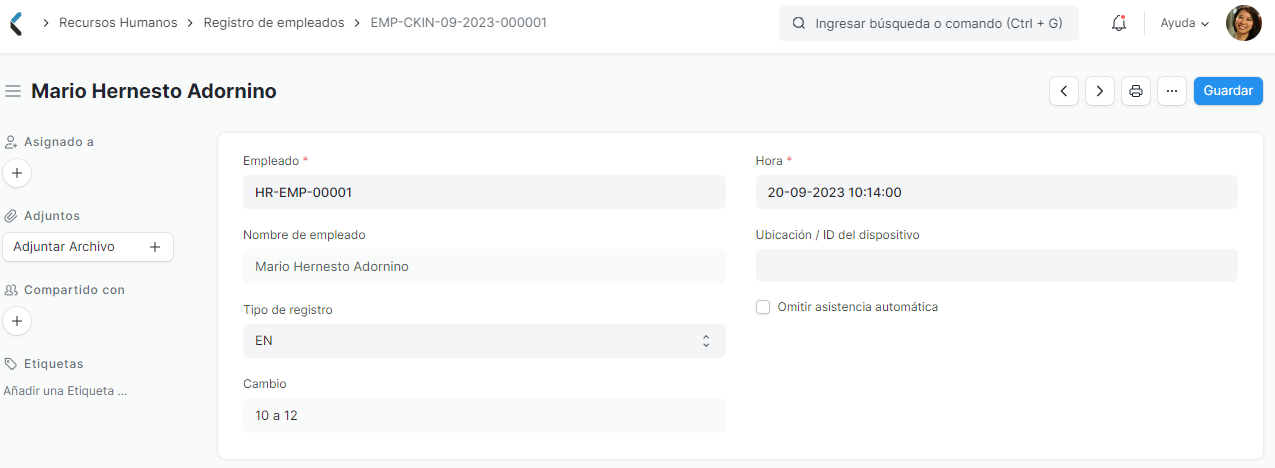 Recursos Humanos
Registro de empleados
EMP-CKIN-09-2023-000001
Ingresar búsqueda o comando (Ctrl + G)
Ayuda
Mario Hernesto Adornino
Guardar
Asignado a
Adjuntos
Adjuntar Archivo
Compartido con
Etiquetas
Añadir una Etiqueta ...
Empleado *
HR-EMP-00001
Nombre de empleado
Mario Hernesto Adornino
Tipo de registro
EN
Cambio
10 a 12
Hora *
20-09-2023 10:14:00
Ubicación / ID del dispositivo
Omitir asistencia automática